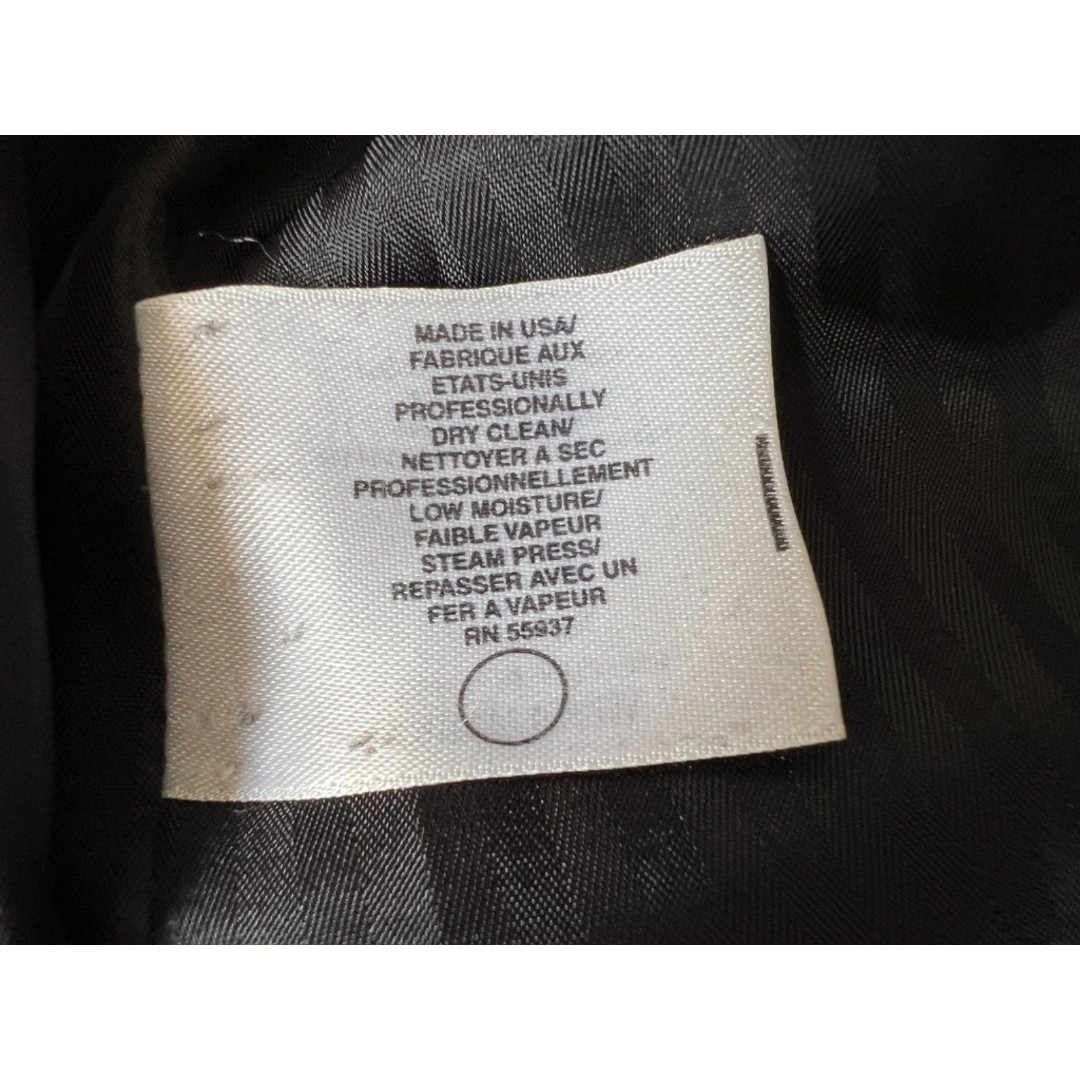 MADE IN USA/
FABRIQUE AUX
ETATS-UNIS
PROFESSIONALLY
DRY CLEAN/
NETTOYER A SEC
PROFESSIONNELLEMENT
LOW MOISTURE/
FAIBLE VAPEUR
STEAM PRESS/
REPASSER AVEC UN
FER A VAPEUR
RN 55937